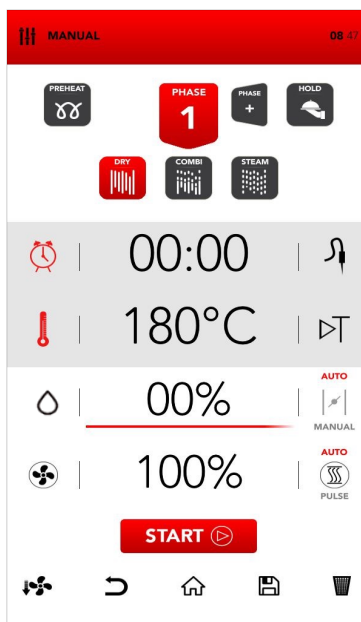 MANUAL 08 47
PREHEAT
PHASE
1
PHASE
+
HOLD
DRY
COMBI
STEAM
00:00
180°C
▷T
00%
AUTO
MANUAL
100%
AUTO
PULSE
START